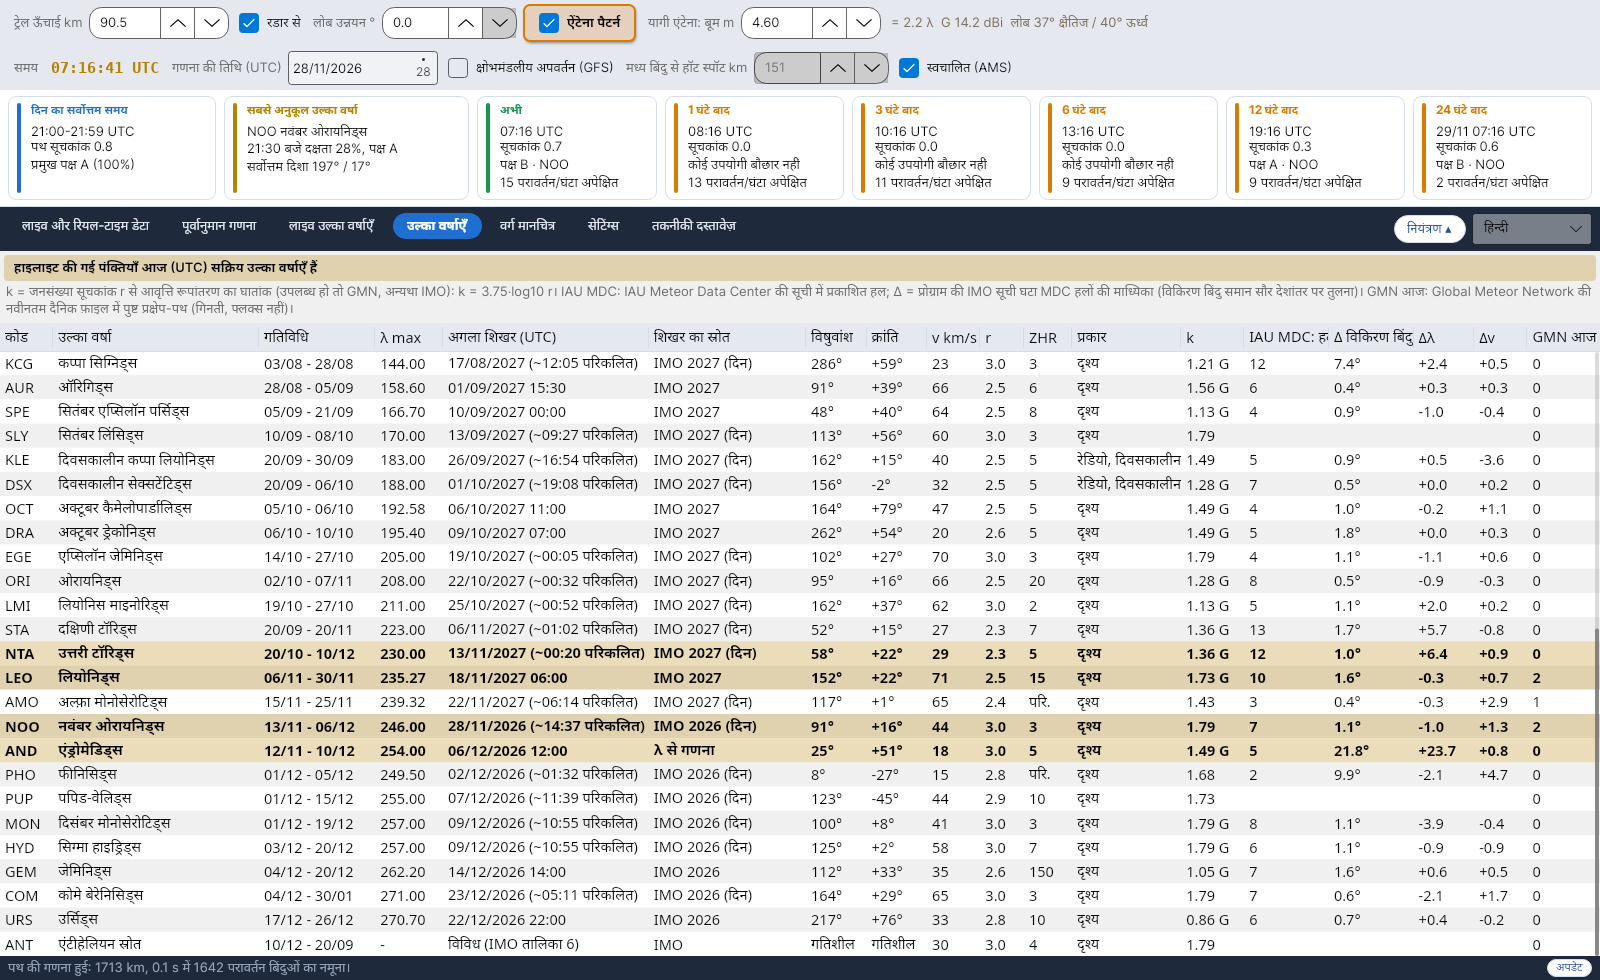 ट्रेल ऊँचाई km 90.5 रडार से लोब उन्नयन ° 0.0 ऐंटेना पैटर्न यागी एंटेना: बूम m 4.60 = 2.2 λ G 14.2 dBi लोब 37° क्षैतिज / 40° ऊर्ध्व
समय 07:16:41 UTC गणना की तिथि (UTC) 28/11/2026 28 क्षोभमंडलीय अपवर्तन (GFS) मध्य बिंदु से हॉट स्पॉट km 151 स्वचालित (AMS)
दिन का सर्वोत्तम समय
21:00-21:59 UTC
पथ सूचकांक 0.8
प्रमुख पक्ष A (100%)
सबसे अनुकूल उल्का वर्षा
NOO नवंबर ओरायनिड्स
21:30 बजे दक्षता 28%, पक्ष A
सर्वोत्तम दिशा 197° / 17°
अभी
07:16 UTC
सूचकांक 0.7
पक्ष B · NOO
15 परावर्तन/घंटा अपेक्षित
1 घंटे बाद
08:16 UTC
सूचकांक 0.0
कोई उपयोगी बौछार नही
13 परावर्तन/घंटा अपेक्षित
3 घंटे बाद
10:16 UTC
सूचकांक 0.0
कोई उपयोगी बौछार नही
11 परावर्तन/घंटा अपेक्षित
6 घंटे बाद
13:16 UTC
सूचकांक 0.0
कोई उपयोगी बौछार नही
9 परावर्तन/घंटा अपेक्षित
12 घंटे बाद
19:16 UTC
सूचकांक 0.3
पक्ष A · NOO
9 परावर्तन/घंटा अपेक्षित
24 घंटे बाद
29/11 07:16 UTC
सूचकांक 0.6
पक्ष B · NOO
2 परावर्तन/घंटा अपेक्षित
लाइव और रियल-टाइम डेटा पूर्वानुमान गणना लाइव उल्का वर्षाएँ उल्का वर्षाएँ वर्ग मानचित्र सेटिंग्स तकनीकी दस्तावेज़ नियंत्रण ▴ हिन्दी
हाइलाइट की गई पंक्तियाँ आज (UTC) सक्रिय उल्का वर्षाएँ हैं
k = जनसंख्या सूचकांक r से आवृत्ति रूपांतरण का घातांक (उपलब्ध हो तो GMN, अन्यथा IMO): k = 3.75·log10 r। IAU MDC: IAU Meteor Data Center की सूची में प्रकाशित हल; Δ = प्रोग्राम की IMO सूची घटा MDC हलों की माध्यिका (विकिरण बिंदु समान सौर देशांतर पर तुलना)। GMN आज: Global Meteor Network की
नवीनतम दैनिक फ़ाइल में पुष्ट प्रक्षेप-पथ (गिनती, फ्लक्स नहीं)।
कोड उल्का वर्षा गतिविधि λ max अगला शिखर (UTC) शिखर का स्रोत विषुवांश क्रांति v km/s r ZHR प्रकार k IAU MDC: Δ विकिरण बिंदु Δλ Δv GMN आज
KCG कप्पा सिग्निड्स 03/08 - 28/08 144.00 17/08/2027 (~12:05 परिकलित) IMO 2027 (दिन) 286° +59° 23 3.0 3 दृश्य 1.21 G 12 7.4° +2.4 +0.5 0
AUR ऑरिगिड्स 28/08 - 05/09 158.60 01/09/2027 15:30 IMO 2027 91° +39° 66 2.5 6 दृश्य 1.56 G 6 0.4° +0.3 +0.3 0
SPE सितंबर एप्सिलॉन पर्सिड्स 05/09 - 21/09 166.70 10/09/2027 00:00 IMO 2027 48° +40° 64 2.5 8 दृश्य 1.13 G 4 0.9° -1.0 -0.4 0
SLY सितंबर लिंसिड्स 10/09 - 08/10 170.00 13/09/2027 (~09:27 परिकलित) IMO 2027 (दिन) 113° +56° 60 3.0 3 दृश्य 1.79 0
KLE दिवसकालीन कप्पा लियोनिड्स 20/09 - 30/09 183.00 26/09/2027 (~16:54 परिकलित) IMO 2027 (दिन) 162° +15° 40 2.5 5 रेडियो, दिवसकालीन 1.49 5 0.9° +0.5 -3.6 0
DSX दिवसकालीन सेक्सटेंटिड्स 20/09 - 06/10 188.00 01/10/2027 (~19:08 परिकलित) IMO 2027 (दिन) 156° -2° 32 2.5 5 रेडियो, दिवसकालीन 1.28 G 7 0.5° +0.0 +0.2 0
OCT अक्टूबर कैमेलोपार्डालिड्स 05/10 - 06/10 192.58 06/10/2027 11:00 IMO 2027 164° +79° 47 2.5 5 दृश्य 1.49 G 4 1.0° -0.2 +1.1 0
DRA अक्टूबर ड्रेकोनिड्स 06/10 - 10/10 195.40 09/10/2027 07:00 IMO 2027 262° +54° 20 2.6 5 दृश्य 1.49 G 5 1.8° +0.0 +0.3 0
EGE एप्सिलॉन जेमिनिड्स 14/10 - 27/10 205.00 19/10/2027 (~00:05 परिकलित) IMO 2027 (दिन) 102° +27° 70 3.0 3 दृश्य 1.79 4 1.1° -1.1 +0.6 0
ORI ओरायनिड्स 02/10 - 07/11 208.00 22/10/2027 (~00:32 परिकलित) IMO 2027 (दिन) 95° +16° 66 2.5 20 दृश्य 1.28 G 8 0.5° -0.9 -0.3 0
LMI लियोनिस माइनोरिड्स 19/10 - 27/10 211.00 25/10/2027 (~00:52 परिकलित) IMO 2027 (दिन) 162° +37° 62 3.0 2 दृश्य 1.13 G 5 1.1° +2.0 +0.2 0
STA दक्षिणी टॉरिड्स 20/09 - 20/11 223.00 06/11/2027 (~01:02 परिकलित) IMO 2027 (दिन) 52° +15° 27 2.3 7 दृश्य 1.36 G 13 1.7° +5.7 -0.8 0
NTA उत्तरी टॉरिड्स 20/10 - 10/12 230.00 13/11/2027 (~00:20 परिकलित) IMO 2027 (दिन) 58° +22° 29 2.3 5 दृश्य 1.36 G 12 1.0° +6.4 +0.9 0
LEO लियोनिड्स 06/11 - 30/11 235.27 18/11/2027 06:00 IMO 2027 152° +22° 71 2.5 15 दृश्य 1.73 G 10 1.6° -0.3 +0.7 2
AMO अल्फ़ा मोनोसेरोटिड्स 15/11 - 25/11 239.32 22/11/2027 (~06:14 परिकलित) IMO 2027 (दिन) 117° +1° 65 2.4 परि. दृश्य 1.43 3 0.4° -0.3 +2.9 1
NOO नवंबर ओरायनिड्स 13/11 - 06/12 246.00 28/11/2026 (~14:37 परिकलित) IMO 2026 (दिन) 91° +16° 44 3.0 3 दृश्य 1.79 7 1.1° -1.0 +1.3 2
AND एंड्रोमेडिड्स 12/11 - 10/12 254.00 06/12/2026 12:00 λ से गणना 25° +51° 18 3.0 5 दृश्य 1.49 G 5 21.8° +23.7 +0.8 0
PHO फीनिसिड्स 01/12 - 05/12 249.50 02/12/2026 (~01:32 परिकलित) IMO 2026 (दिन) 8° -27° 15 2.8 परि. दृश्य 1.68 2 9.9° -2.1 +4.7 0
PUP पपिड-वेलिड्स 01/12 - 15/12 255.00 07/12/2026 (~11:39 परिकलित) IMO 2026 (दिन) 123° -45° 44 2.9 10 दृश्य 1.73 0
MON दिसंबर मोनोसेरोटिड्स 01/12 - 19/12 257.00 09/12/2026 (~10:55 परिकलित) IMO 2026 (दिन) 100° +8° 41 3.0 3 दृश्य 1.79 G 8 1.1° -3.9 -0.4 0
HYD सिग्मा हाइड्रिड्स 03/12 - 20/12 257.00 09/12/2026 (~10:55 परिकलित) IMO 2026 (दिन) 125° +2° 58 3.0 7 दृश्य 1.79 G 6 1.1° -0.9 -0.9 0
GEM जेमिनिड्स 04/12 - 20/12 262.20 14/12/2026 14:00 IMO 2026 112° +33° 35 2.6 150 दृश्य 1.05 G 7 1.6° +0.6 +0.5 0
COM कोमे बेरेनिसिड्स 04/12 - 30/01 271.00 23/12/2026 (~05:11 परिकलित) IMO 2026 (दिन) 164° +29° 65 3.0 3 दृश्य 1.79 7 0.6° -2.1 +1.7 0
URS उर्सिड्स 17/12 - 26/12 270.70 22/12/2026 22:00 IMO 2026 217° +76° 33 2.8 10 दृश्य 0.86 G 6 0.7° +0.4 -0.2 0
ANT एंटीहेलियन स्रोत 10/12 - 20/09 - विविध (IMO तालिका 6) IMO गतिशील गतिशील 30 3.0 4 दृश्य 1.79 0
पथ की गणना हुई: 1713 km, 0.1 s में 1642 परावर्तन बिंदुओं का नमूना। अपडेट